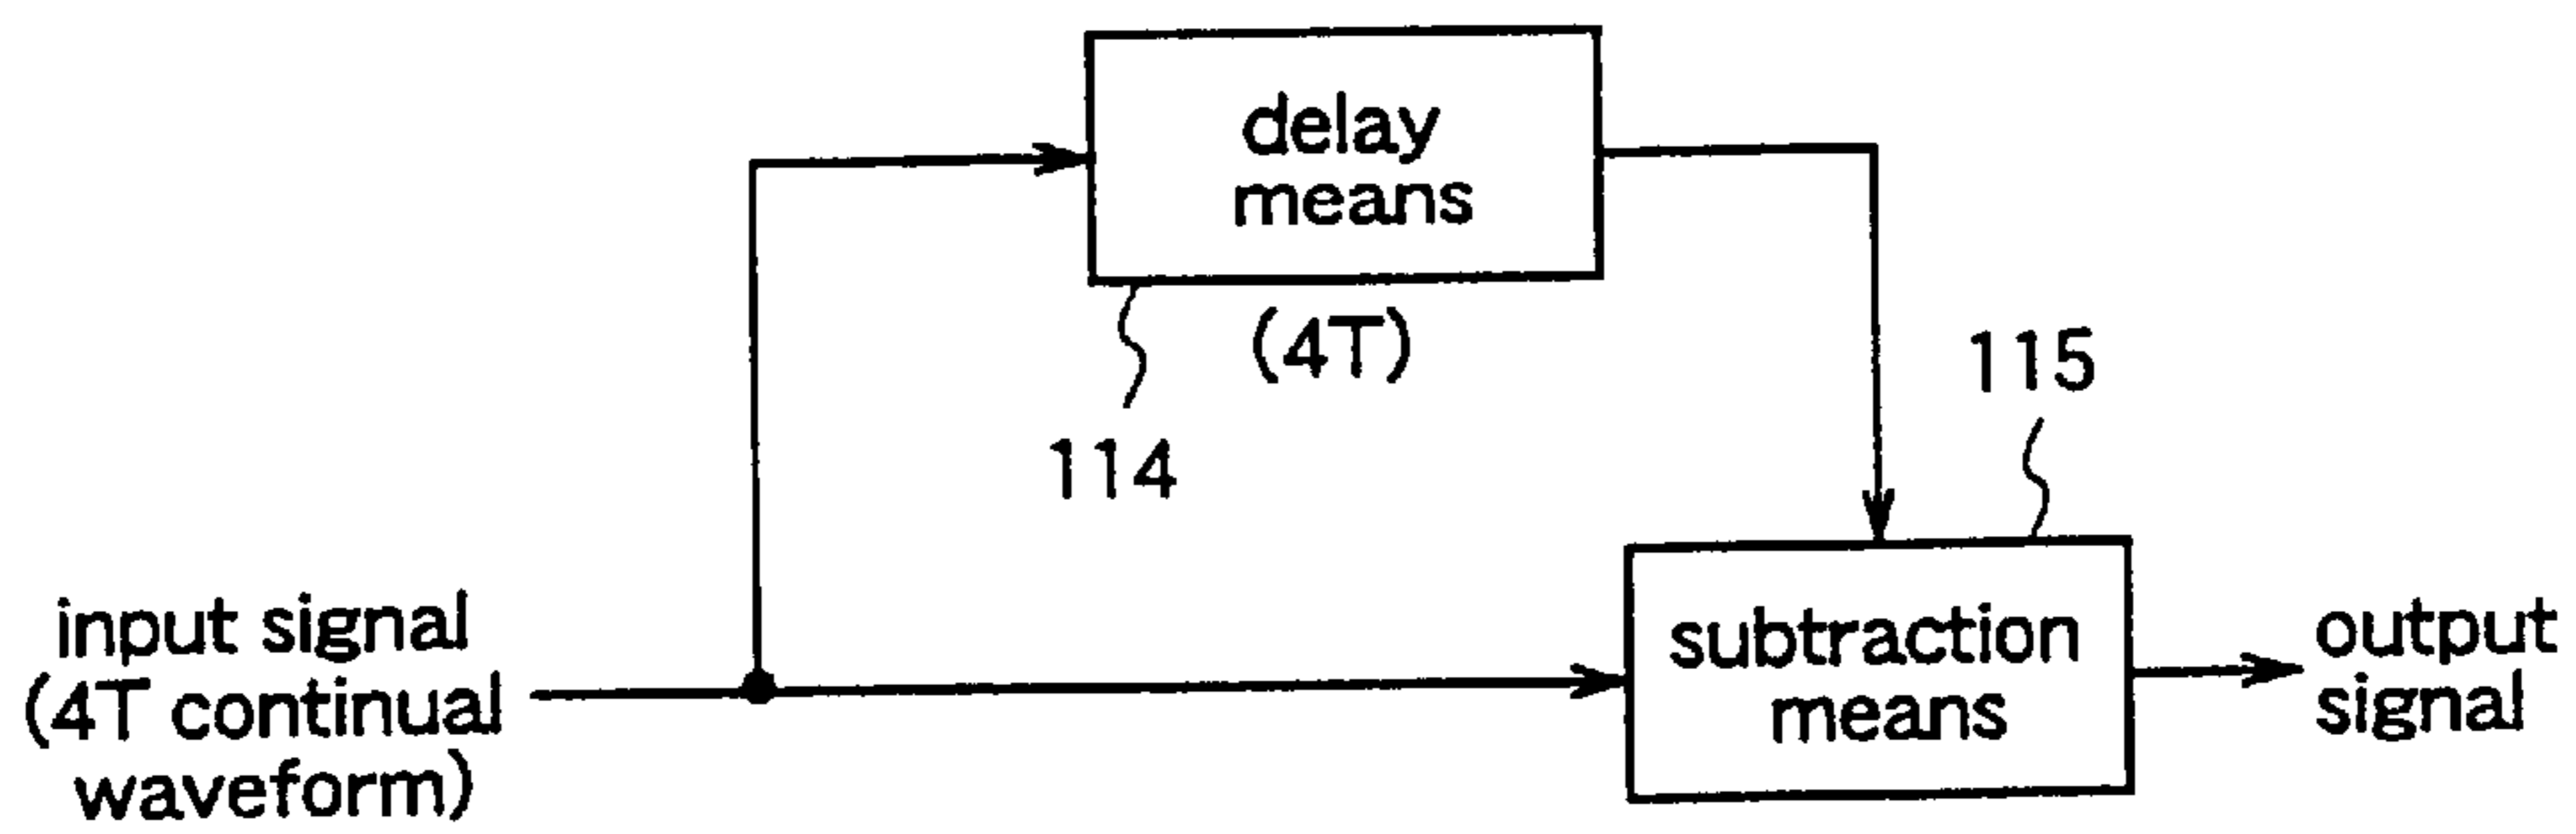 delay
means
(4T)
114
115
input signal
(4T continual
waveform)
subtraction
means
output
signal